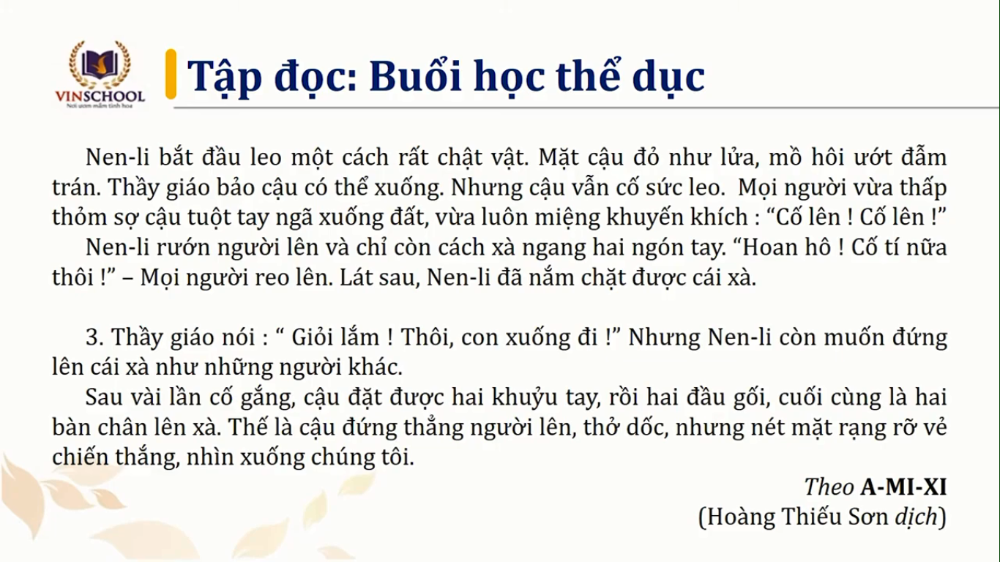 VINSCHOOL
Nơi ươm mầm tinh hoa
Tập đọc: Buổi học thể dục
Nen-li bắt đầu leo một cách rất chật vật. Mặt cậu đỏ như lửa, mồ hôi ướt đẫm
trán. Thầy giáo bảo cậu có thể xuống. Nhưng cậu vẫn cố sức leo. Mọi người vừa thấp
thỏm sợ cậu tuột tay ngã xuống đất, vừa luôn miệng khuyến khích : “Cố lên ! Cố lên !”
Nen-li rướn người lên và chỉ còn cách xà ngang hai ngón tay. “Hoan hô ! Cố tí nữa
thôi !” – Mọi người reo lên. Lát sau, Nen-li đã nắm chặt được cái xà.
3. Thầy giáo nói : “ Giỏi lắm ! Thôi, con xuống đi !” Nhưng Nen-li còn muốn đứng
lên cái xà như những người khác.
Sau vài lần cố gắng, cậu đặt được hai khuỷu tay, rồi hai đầu gối, cuối cùng là hai
bàn chân lên xà. Thế là cậu đứng thẳng người lên, thở dốc, nhưng nét mặt rạng rỡ vẻ
chiến thắng, nhìn xuống chúng tôi.
Theo A-MI-XI
(Hoàng Thiếu Sơn dịch)